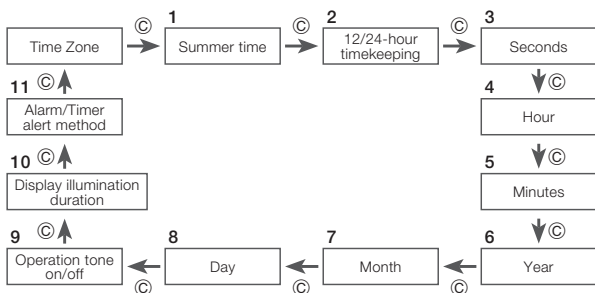 Time Zone
Ⓒ
1
Summer time
Ⓒ
2
12/24-hour
timekeeping
Ⓒ
3
Seconds
Ⓒ
4
Hour
Ⓒ
5
Minutes
Ⓒ
6
Year
Ⓒ
7
Month
Ⓒ
8
Day
Ⓒ
9
Operation tone
on/off
Ⓒ
10
Display illumination
duration
Ⓒ
11
Alarm/Timer
alert method
Ⓒ